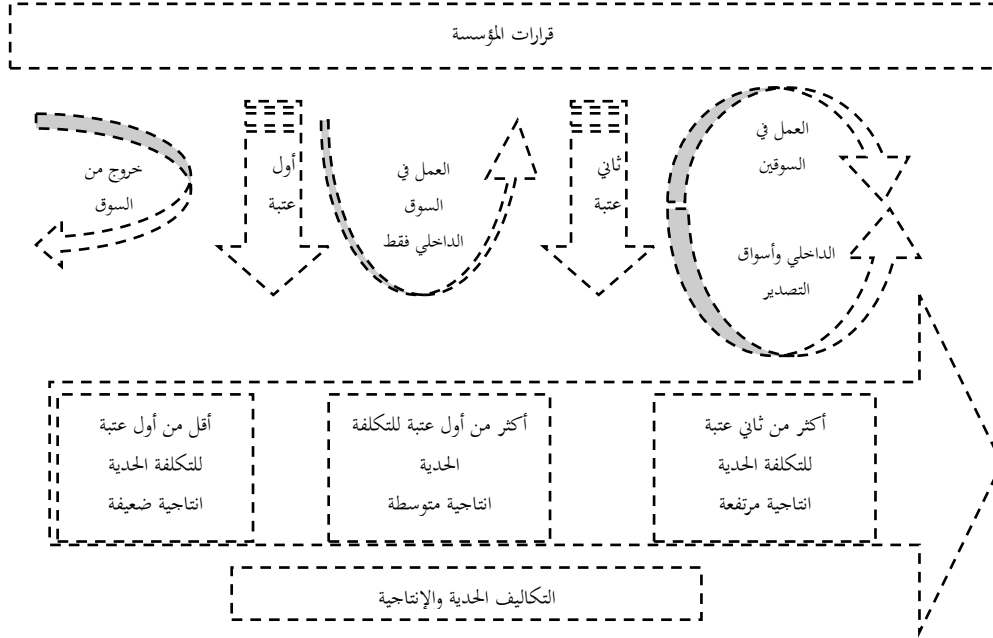 قرارات المؤسسة
العمل في
السوقين
الداخلي وأسواق
التصدير
ثاني
عتبة
العمل في
السوق
الداخلي فقط
أول
عتبة
خروج من
السوق
أكثر من ثاني عتبة
للتكلفة الحدية
انتاجية مرتفعة
أكثر من أول عتبة للتكلفة
الحدية
انتاجية متوسطة
أقل من أول عتبة
للتكلفة الحدية
انتاجية ضعيفة
التكاليف الحدية والإنتاجية